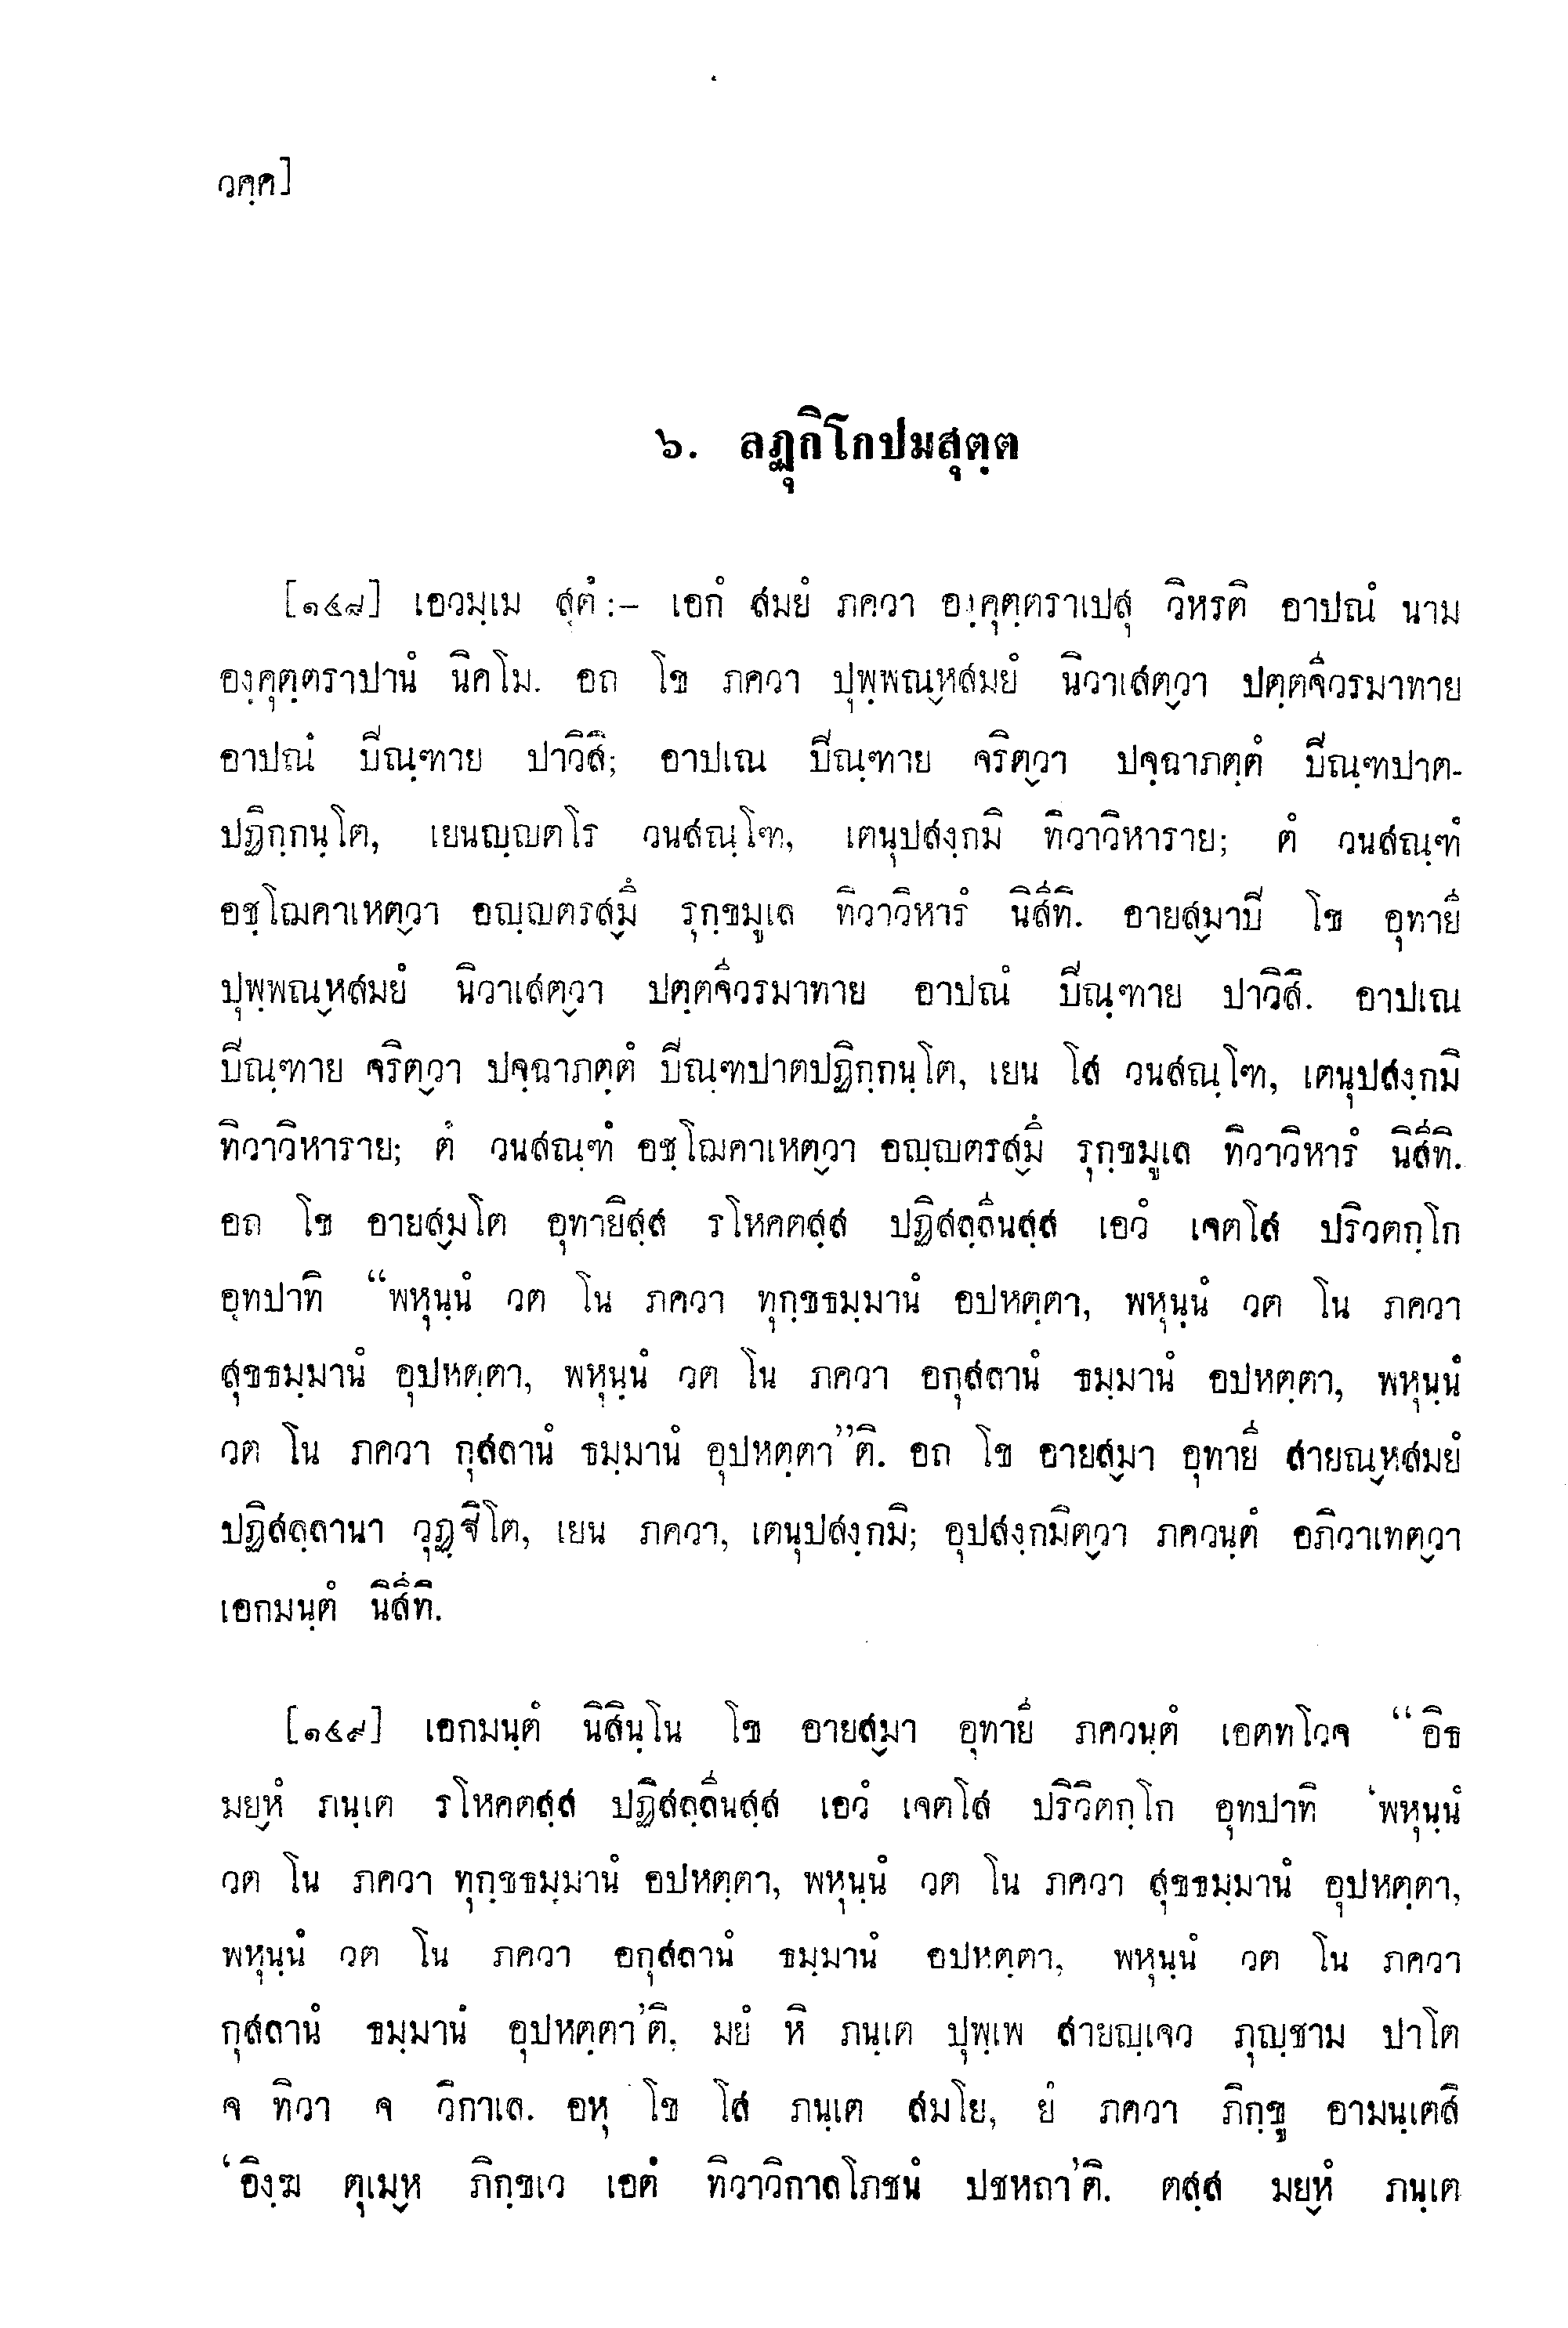 วคฺค]
๖. ลฏุกิโกปมสุตฺต
[๑๔๘] เอวมฺเม สุตํ :– เอกํ สมยํ ภควา องฺคุตฺตราเปสุ วิหรติ อาปณํ นาม
องฺคุตฺตราปานํ นิคโม. อถ โข ภควา ปุพฺพณฺหสมยํ นิวาเสตฺวา ปตฺตจีวรมาทาย
อาปณํ ปิณฺฑาย ปาวิสิ; อาปเณ ปิณฺฑาย จริตฺวา ปจฺฉาภตฺตํ ปิณฺฑปาต-
ปฏิกฺกนฺโต, เยนญฺญตโร วนสณฺโฑ, เตนุปสงฺกมิ ทิวาวิหาราย; ตํ วนสณฺฑํ
อชฺโฌคาเหตฺวา อญฺญตรสฺมึ รุกฺขมูเล ทิวาวิหารํ นิสีทิ. อายสฺมาปิ โข อุทายี
ปุพฺพณฺหสมยํ นิวาเสตฺวา ปตฺตจีวรมาทาย อาปณํ ปิณฺฑาย ปาวิสิ. อาปเณ
ปิณฺฑาย จริตฺวา ปจฺฉาภตฺตํ ปิณฺฑปาตปฏิกฺกนฺโต, เยน โส วนสณฺโฑ, เตนุปสงฺกมิ
ทิวาวิหาราย; ตํ วนสณฺฑํ อชฺโฌคาเหตฺวา อญฺญตรสฺมึ รุกฺขมูเล ทิวาวิหารํ นิสีทิ.
อถ โข อายสฺมโต อุทายิสฺส รโหคตสฺส ปฏิสลฺลีนสฺส เอวํ เจตโส ปริวตกฺโก
อุทปาทิ “พหุนฺนํ วต โน ภควา ทุกฺขธมฺมานํ อปหตฺตา, พหุนฺนํ วต โน ภควา
สุขธมฺมานํ อุปหตฺตา, พหุนฺนํ วต โน ภควา อกุสลานํ ธมฺมานํ อปหตฺตา, พหุนฺนํ
วต โน ภควา กุสลานํ ธมฺมานํ อุปหตฺตา”ติ. อถ โข อายสฺมา อุทายี สายณฺหสมยํ
ปฏิสลฺลานา วุฏฺฐิโต, เยน ภควา, เตนุปสงฺกมิ; อุปสงฺกมิตฺวา ภควนฺตํ อภิวาเทตฺวา
เอกมนฺตํ นิสีทิ.
[๑๔๙] เอกมนฺตํ นิสินฺโน โข อายสฺมา อุทายี ภควนฺตํ เอตทโวจ “อิธ
มยฺหํ ภนฺเต รโหคตสฺส ปฏิสลฺลีนสฺส เอวํ เจตโส ปริวิตกฺโก อุทปาทิ ‘พหุนฺนํ
วต โน ภควา ทุกฺขธมฺมานํ อปหตฺตา, พหุนฺนํ วต โน ภควา สุขธมฺมานํ อุปหตฺตา,
พหุนฺนํ วต โน ภควา อกุสลานํ ธมฺมานํ อปหตฺตา, พหุนฺนํ วต โน ภควา
กุสลานํ ธมฺมานํ อุปหตฺตา’ติ. มยํ หิ ภนฺเต ปุพฺเพ สายญฺเจว ภุญฺชาม ปาโต
จ ทิวา จ วิกาเล. อหุ โข โส ภนฺเต สมโย, ยํ ภควา ภิกฺขู อามนฺเตสิ
‘อิงฺฆ ตุเมฺห ภิกฺขเว เอตํ ทิวาวิกาลโภชนํ ปชหถา’ติ. ตสฺส มยฺหํ ภนฺเต